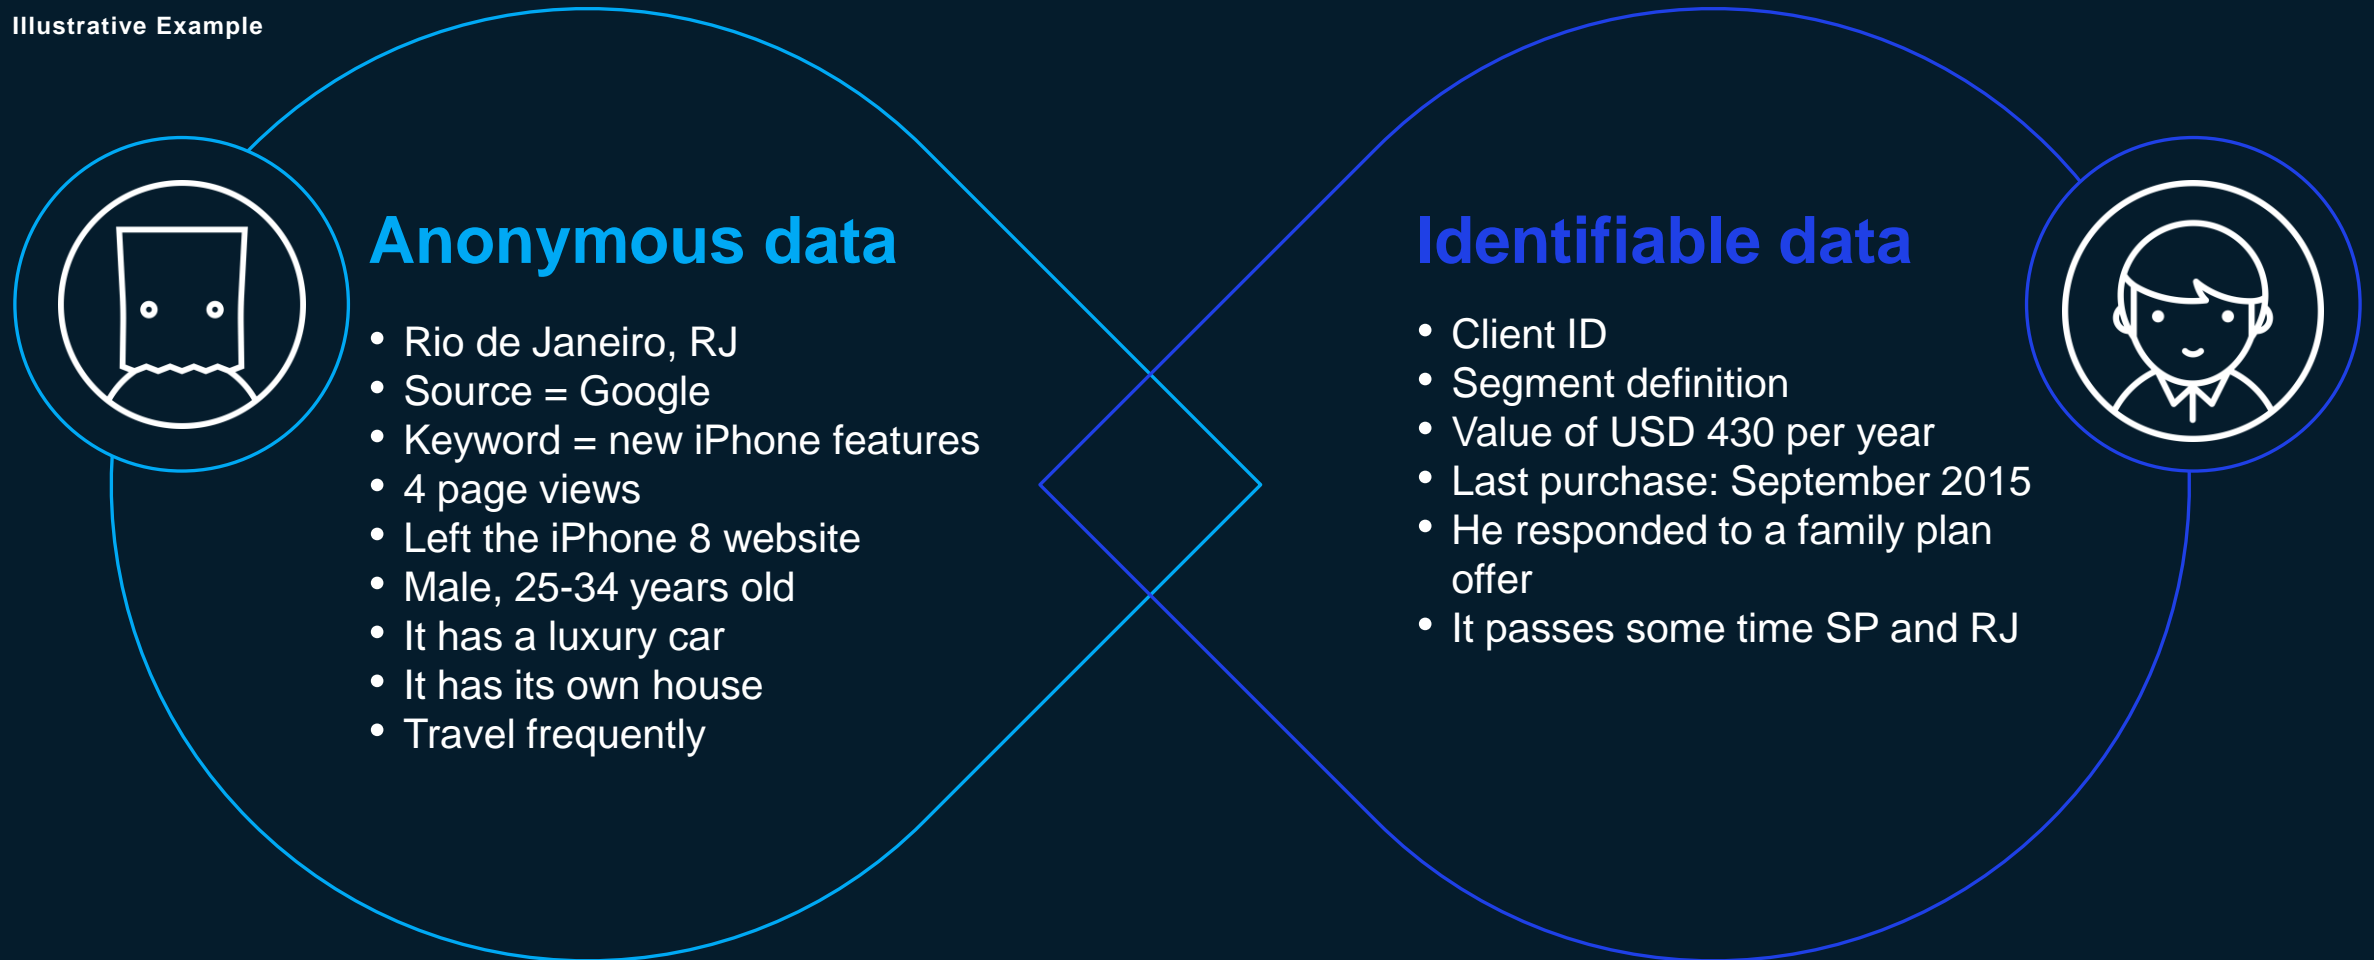 Illustrative Example
Anonymous data
• Rio de Janeiro, RJ
• Source = Google
• Keyword = new iPhone features
• 4 page views
• Left the iPhone 8 website
• Male, 25-34 years old
• It has a luxury car
• It has its own house
• Travel frequently
Identifiable data
• Client ID
• Segment definition
• Value of USD 430 per year
• Last purchase: September 2015
• He responded to a family plan
offer
• It passes some time SP and RJ